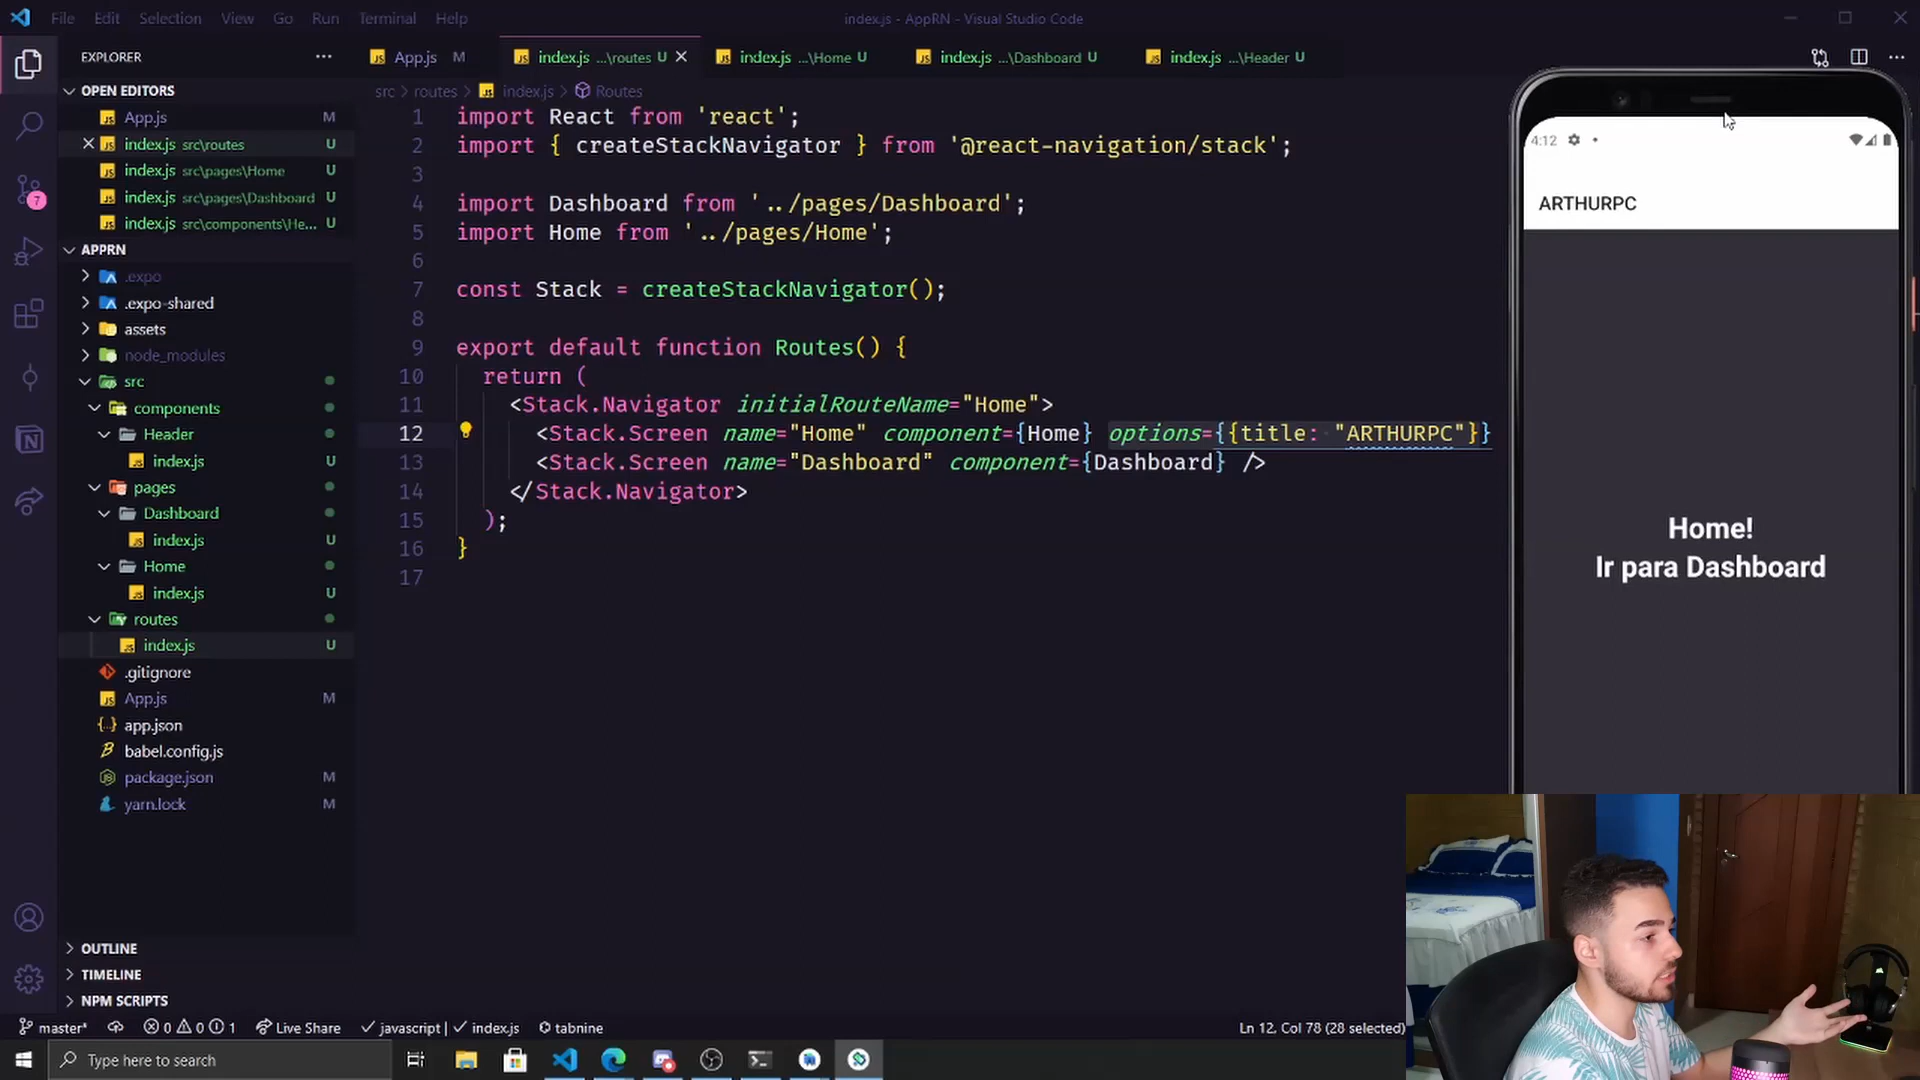 File Edit Selection View Go Run Terminal Help
index.js - AppRN - Visual Studio Code
EXPLORER
App.js M
index.js ...\routes U
index.js ...\Home U
index.js ...\Dashboard U
index.js ...\Header U
OPEN EDITORS
App.js M
index.js src\routes U
index.js src\pages\Home U
index.js src\pages\Dashboard U
index.js src\components\He... U
APPRN
.expo
.expo-shared
assets
node_modules
src
components
Header
index.js U
pages
Dashboard
index.js U
Home
index.js U
routes
index.js U
.gitignore
App.js M
app.json
babel.config.js
package.json M
yarn.lock M
OUTLINE
TIMELINE
NPM SCRIPTS
src > routes > index.js > Routes
1 import React from 'react';
2 import { createStackNavigator } from '@react-navigation/stack';
3
4 import Dashboard from '../pages/Dashboard';
5 import Home from '../pages/Home';
6
7 const Stack = createStackNavigator();
8
9 export default function Routes() {
10 return (
11 <Stack.Navigator initialRouteName="Home">
12 <Stack.Screen name="Home" component={Home} options={{title: "ARTHURPC"}}
13 <Stack.Screen name="Dashboard" component={Dashboard} />
14 </Stack.Navigator>
15 );
16 }
17
4:12
ARTHURPC
Home!
Ir para Dashboard
7
master* 0 0 1 Live Share javascript | index.js tabnine
Ln 12, Col 78 (28 selected)
Type here to search